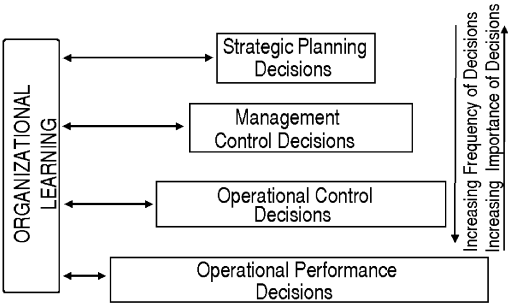 ORGANIZATIONAL
LEARNING
Strategic Planning
Decisions
Management
Control Decisions
Operational Control
Decisions
Operational Performance
Decisions
Increasing Frequency of Decisions
Increasing Importance of Decisions